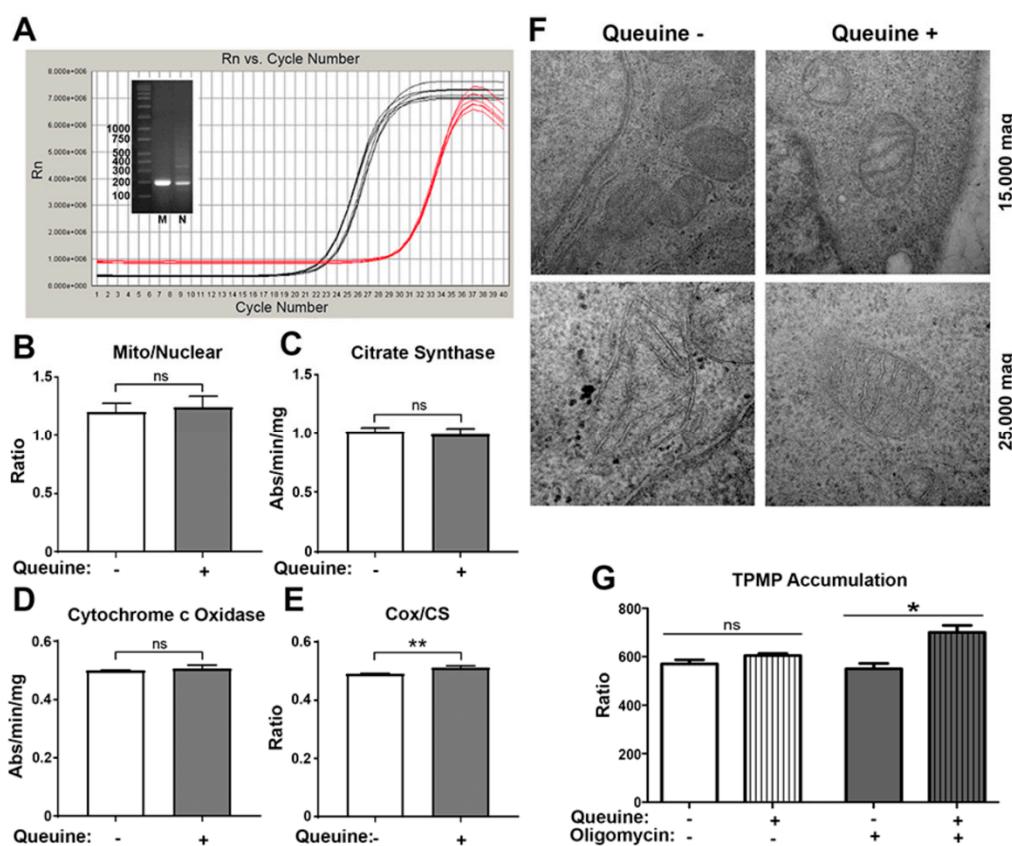 A
Rn vs. Cycle Number
8.000e+006
7.000e+006
6.000e+006
5.000e+006
4.000e+006
3.000e+006
2.000e+006
1.000e+006
0.000e+000
Rn
1000
750
500
400
300
200
100
M N
1 2 3 4 5 6 7 8 9 10 11 12 13 14 15 16 17 18 19 20 21 22 23 24 25 26 27 28 29 30 31 32 33 34 35 36 37 38 39 40
Cycle Number
B
Mito/Nuclear
ns
1.5
1.0
0.5
0
Ratio
Queuine: - +
C
Citrate Synthase
ns
1.5
1.0
0.5
0
Abs/min/mg
Queuine: - +
D
Cytochrome c Oxidase
ns
0.6
0.4
0.2
0
Abs/min/mg
Queuine: - +
E
Cox/CS
**
0.6
0.4
0.2
0
Ratio
Queuine:- +
F
Queuine - Queuine +
15.000 mag
25.000 mag
G
TPMP Accumulation
ns
*
800
600
400
200
0
Ratio
Queuine: - + - +
Oligomycin: - - + +